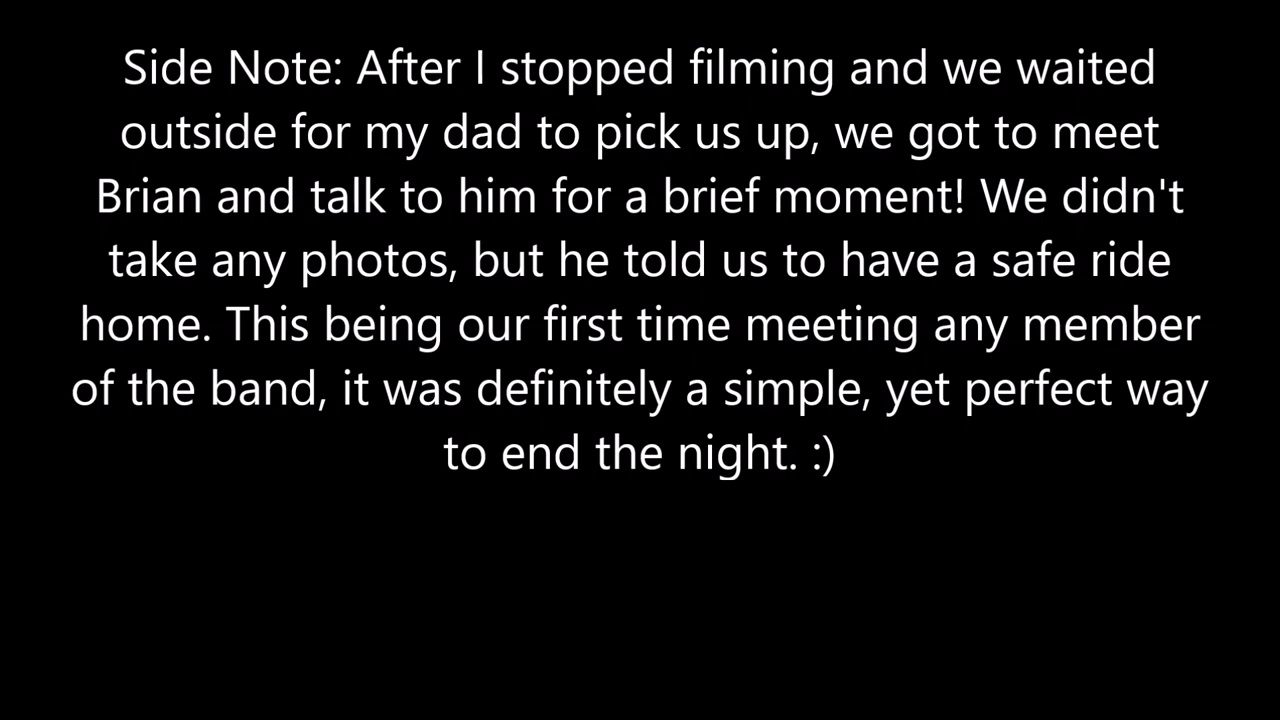 Side Note: After I stopped filming and we waited
outside for my dad to pick us up, we got to meet
Brian and talk to him for a brief moment! We didn't
take any photos, but he told us to have a safe ride
home. This being our first time meeting any member
of the band, it was definitely a simple, yet perfect way
to end the night. :)